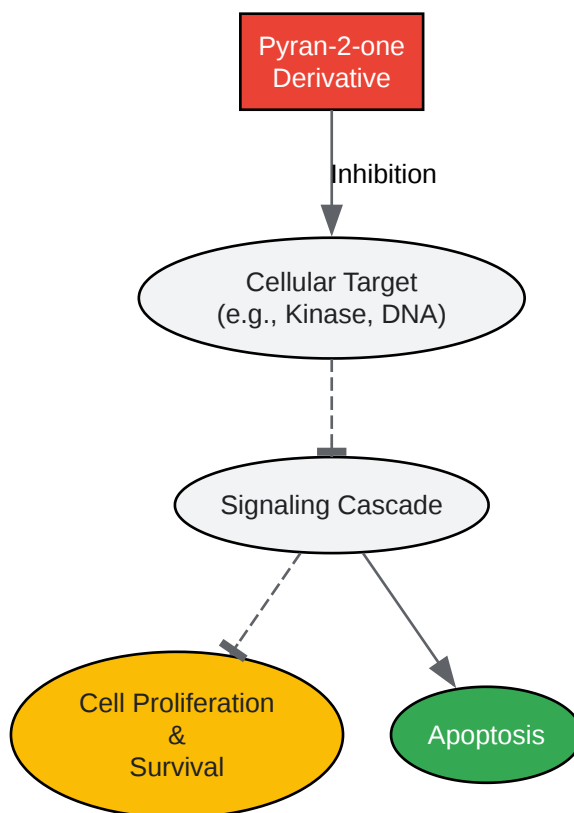 Pyran-2-one
Derivative
Inhibition
Cellular Target
(e.g., Kinase, DNA)
Signaling Cascade
Cell Proliferation
&
Survival
Apoptosis